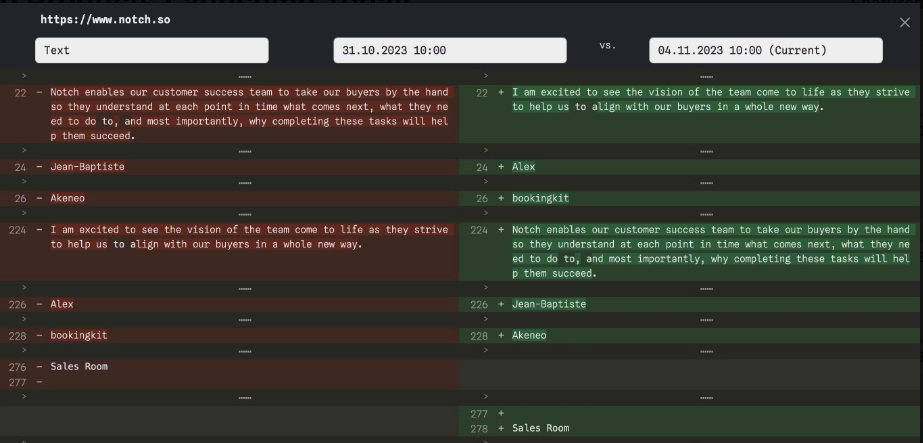 https://www.notch.so
Text
31.10.2023 10:00
vs.
04.11.2023 10:00 (Current)
22 - Notch enables our customer success team to take our buyers by the hand
so they understand at each point in time what comes next, what they ne
ed to do to, and most importantly, why completing these tasks will hel
p them succeed.
22 + I am excited to see the vision of the team come to life as they strive
to help us to align with our buyers in a whole new way.
24 - Jean-Baptiste
24 + Alex
26 - Akeneo
26 + bookingkit
224 - I am excited to see the vision of the team come to life as they strive
to help us to align with our buyers in a whole new way.
224 + Notch enables our customer success team to take our buyers by the hand
so they understand at each point in time what comes next, what they ne
ed to do to, and most importantly, why completing these tasks will hel
p them succeed.
226 - Alex
226 + Jean-Baptiste
228 - bookingkit
228 + Akeneo
276 - Sales Room
277 -
277 +
278 + Sales Room